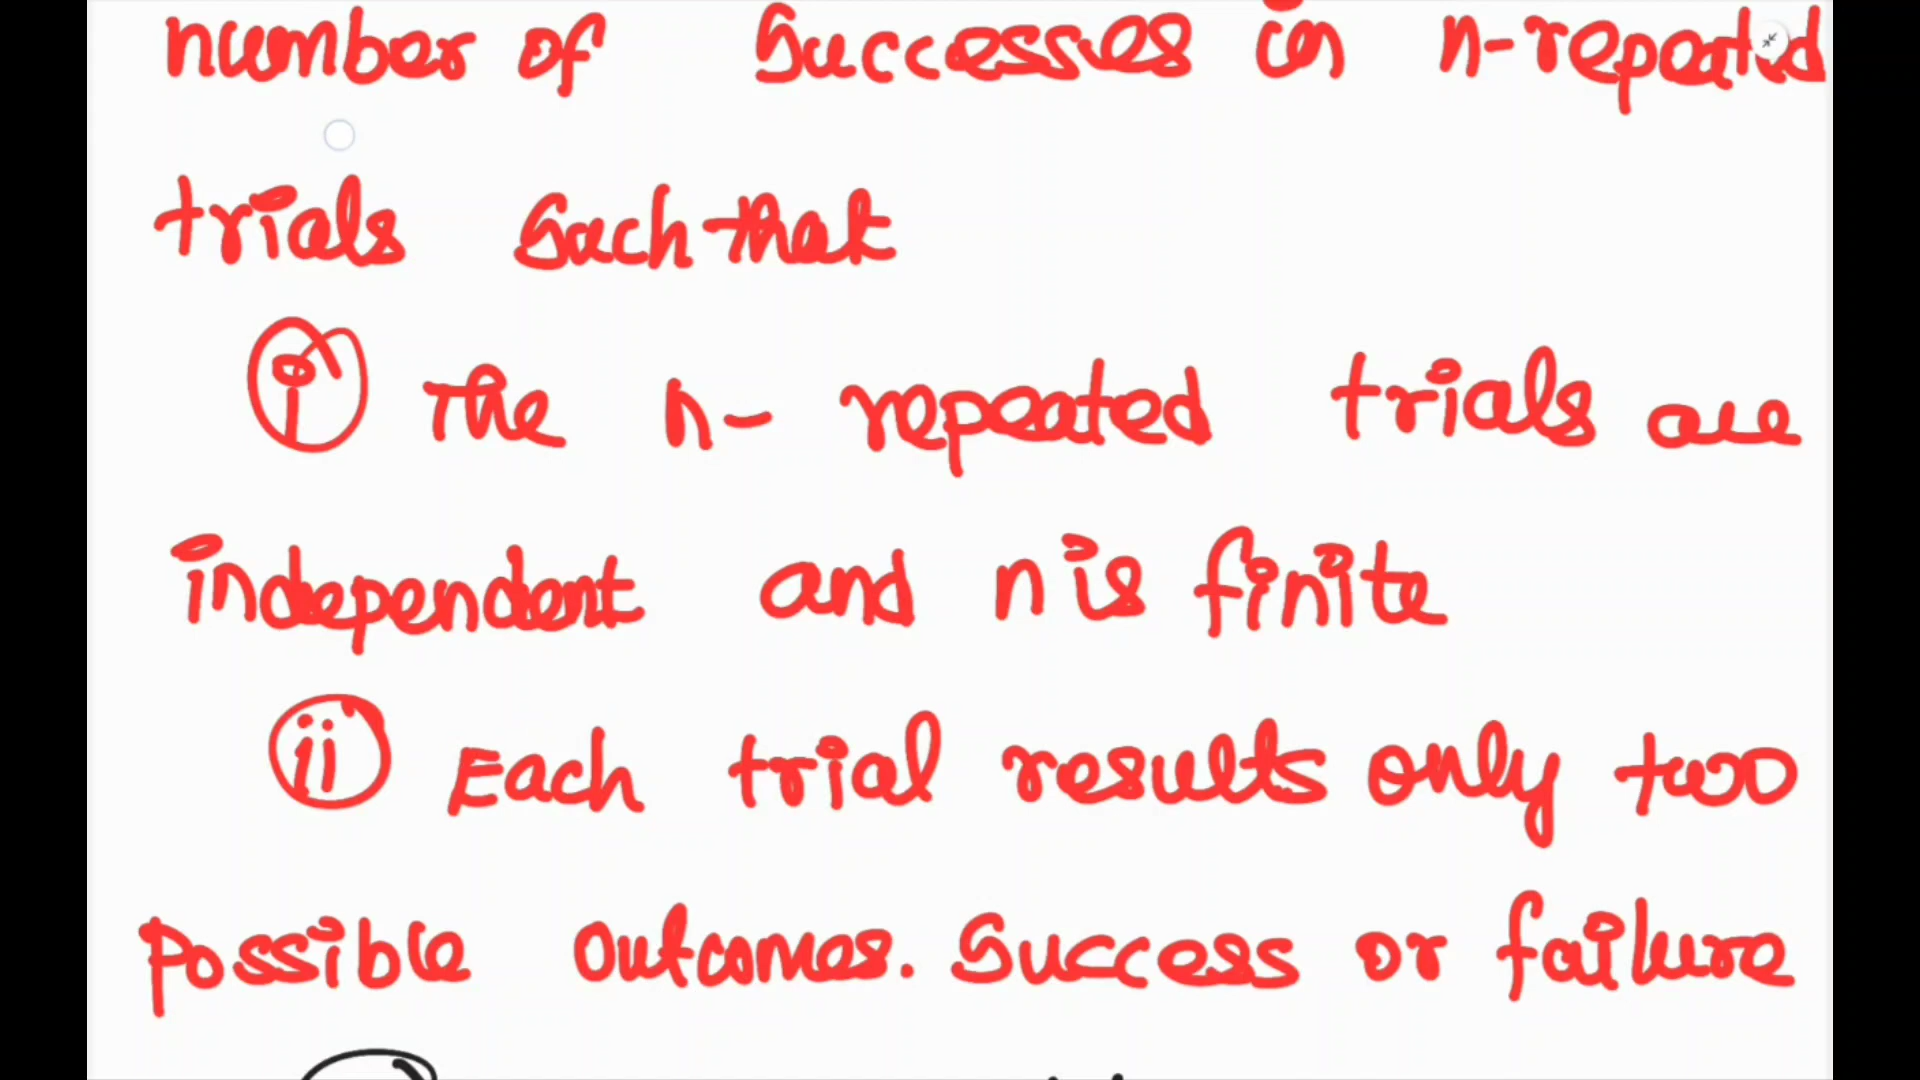 number of Successes in n-repeated
trials Such that
i The n- repeated trials are
independent and n is finite
ii Each trial results only two
possible outcomes. Success or failure